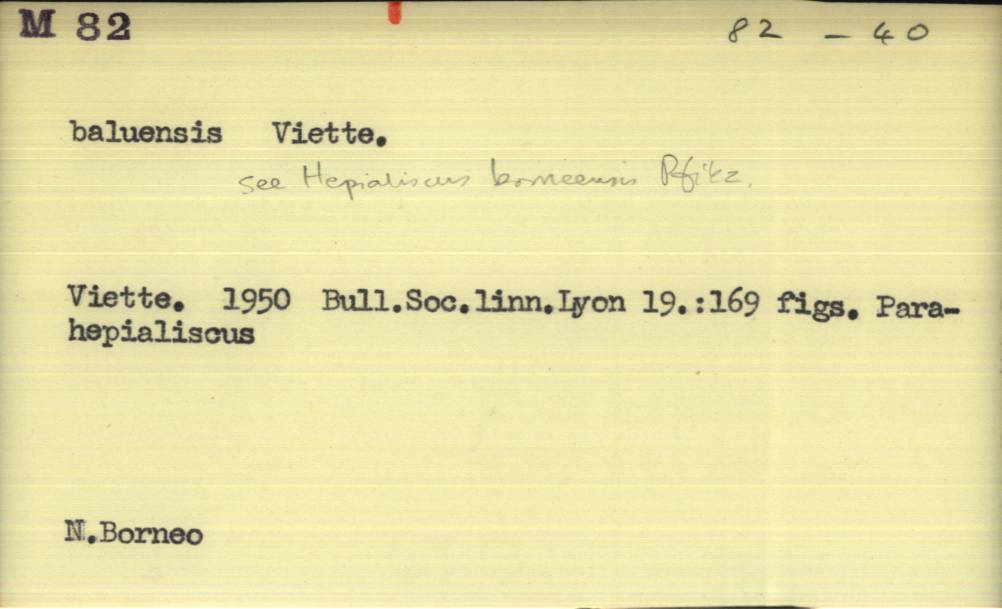 M 82 82 - 40
baluensis Viette.
see Hepialiscus borneensis Pfitz.
Viette. 1950 Bull.Soc.linn.Lyon 19.:169 figs. Para-
hepialiscus
N.Borneo